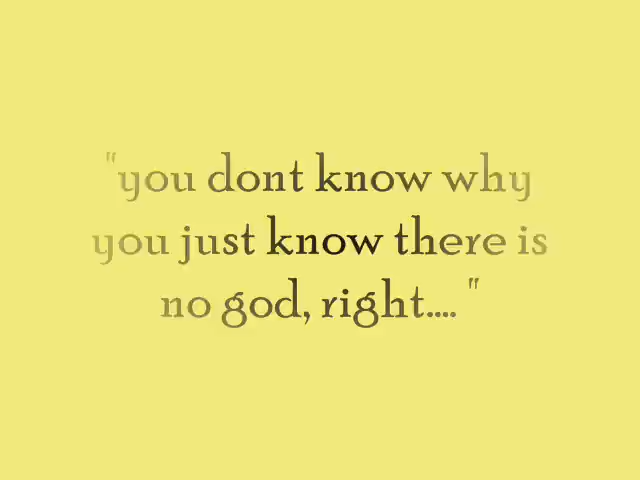 "you dont know why
you just know there is
no god, right.... "